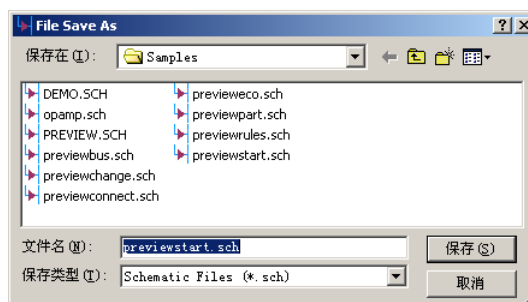 File Save As
保存在(I): Samples
DEMO.SCH previeweco.sch
opamp.sch previewpart.sch
PREVIEW.SCH previewrules.sch
previewbus.sch previewstart.sch
previewchange.sch
previewconnect.sch
文件名(N): previewstart.sch 保存(S)
保存类型(T): Schematic Files (*.sch) 取消